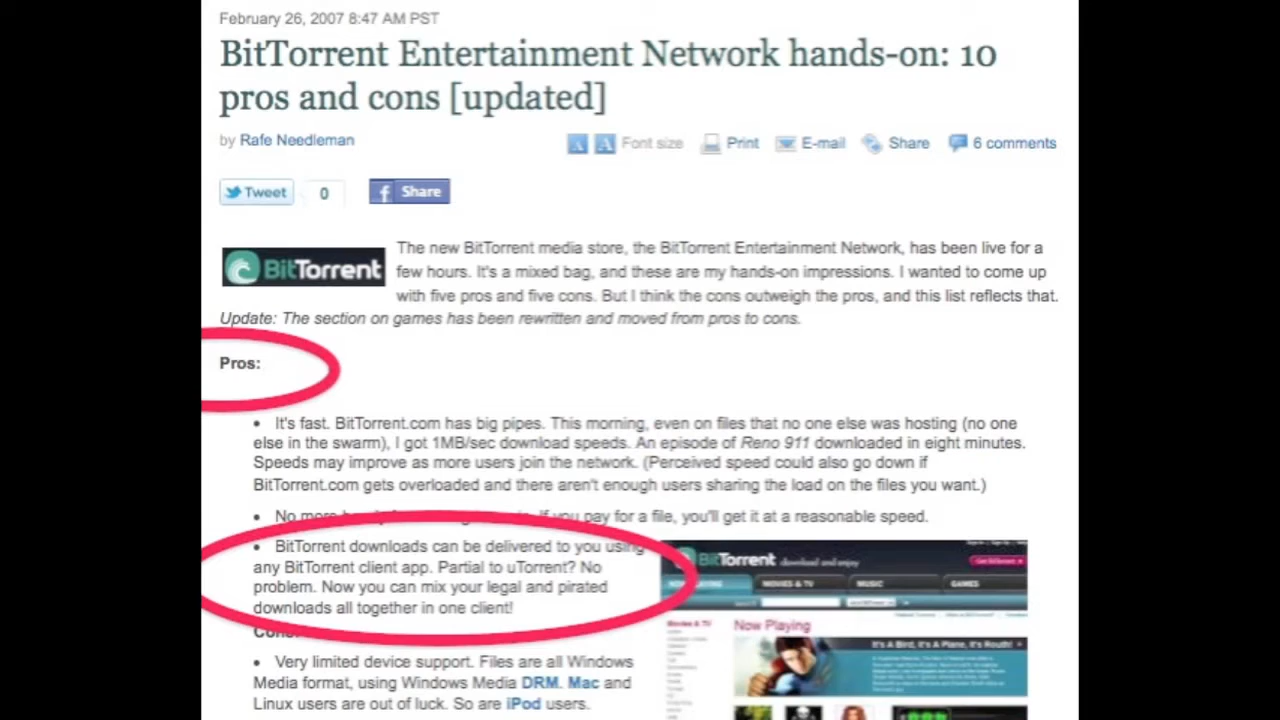 February 26, 2007 8:47 AM PST
BitTorrent Entertainment Network hands-on: 10
pros and cons [updated]
by Rafe Needleman
A A Font size Print E-mail Share 6 comments
Tweet 0 f Share
BitTorrent
The new BitTorrent media store, the BitTorrent Entertainment Network, has been live for a
few hours. It's a mixed bag, and these are my hands-on impressions. I wanted to come up
with five pros and five cons. But I think the cons outweigh the pros, and this list reflects that.
Update: The section on games has been rewritten and moved from pros to cons.
Pros:
• It's fast. BitTorrent.com has big pipes. This morning, even on files that no one else was hosting (no one
else in the swarm), I got 1MB/sec download speeds. An episode of Reno 911 downloaded in eight minutes.
Speeds may improve as more users join the network. (Perceived speed could also go down if
BitTorrent.com gets overloaded and there aren't enough users sharing the load on the files you want.)
• No more If you pay for a file, you'll get it at a reasonable speed.
• BitTorrent downloads can be delivered to you using
any BitTorrent client app. Partial to uTorrent? No
problem. Now you can mix your legal and pirated
downloads all together in one client!
Cons:
• Very limited device support. Files are all Windows
Media format, using Windows Media DRM. Mac and
Linux users are out of luck. So are iPod users.
BitTorrent download and enjoy
MOVIES & TV MUSIC GAMES
Movies & TV
Now Playing
It's A Bird, It's A Plane, It's Routh!